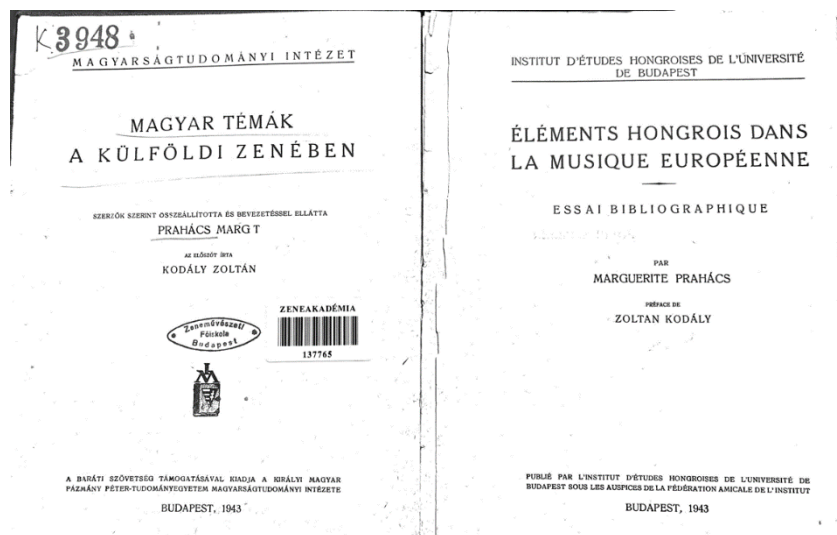 K 3948
MAGYARSÁGTUDOMÁNYI INTÉZET
MAGYAR TÉMÁK
A KÜLFÖLDI ZENÉBEN
SZERZŐK SZERINT ÖSSZEÁLLÍTOTTA ÉS BEVEZETÉSSEL ELLÁTTA
PRAHÁCS MARG T
AZ ELŐSZÓT ÍRTA
KODÁLY ZOLTÁN
Zeneművészeti
Főiskola
Budapest
ZENEAKADÉMIA
137765
A BARÁTI SZÖVETSÉG TÁMOGATÁSÁVAL KIADJA A KIRÁLYI MAGYAR
PÁZMÁNY PÉTER-TUDOMÁNYEGYETEM MAGYARSÁGTUDOMÁNYI INTÉZETE
BUDAPEST, 1943
INSTITUT D'ÉTUDES HONGROISES DE L'UNIVERSITÉ
DE BUDAPEST
ÉLÉMENTS HONGROIS DANS
LA MUSIQUE EUROPÉENNE
ESSAI BIBLIOGRAPHIQUE
PAR
MARGUERITE PRAHÁCS
PRÉFACE DE
ZOLTAN KODÁLY
PUBLIÉ PAR L'INSTITUT D'ÉTUDES HONGROISES DE L'UNIVERSITÉ DE
BUDAPEST SOUS LES AUSPICES DE LA FÉDÉRATION AMICALE DE L'INSTITUT
BUDAPEST, 1943